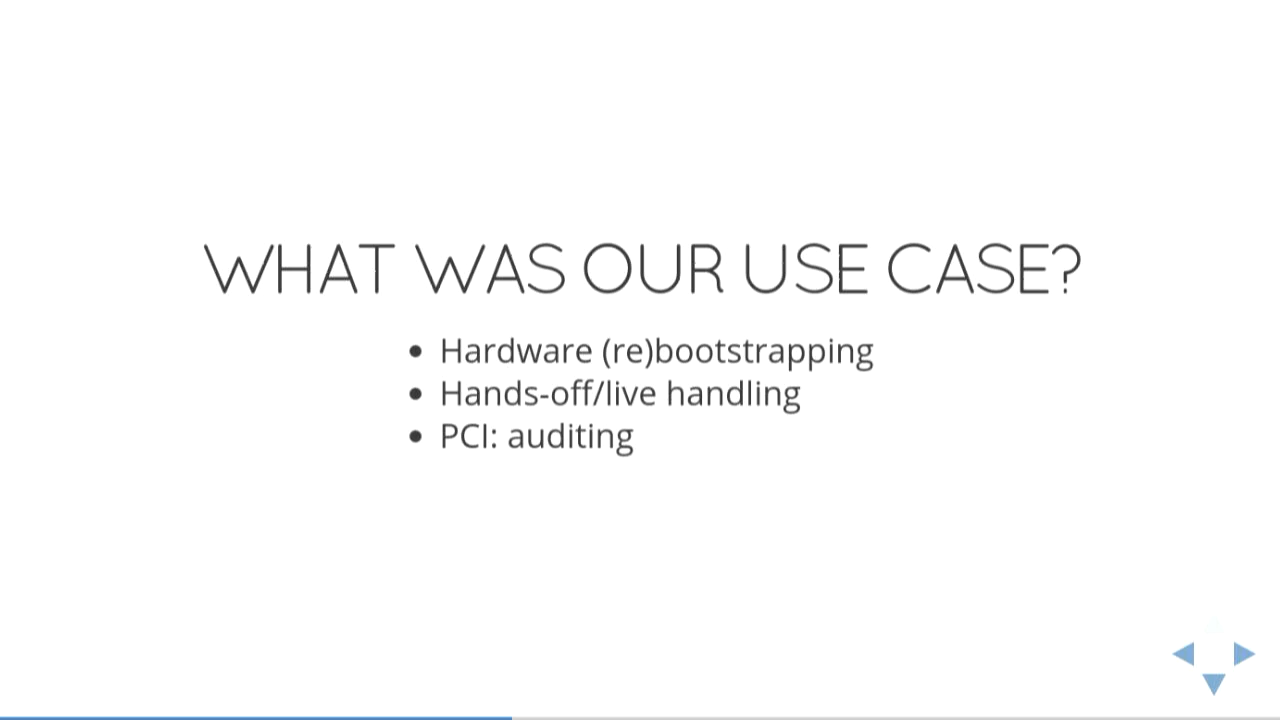 WHAT WAS OUR USE CASE?
• Hardware (re)bootstrapping
• Hands-off/live handling
• PCI: auditing